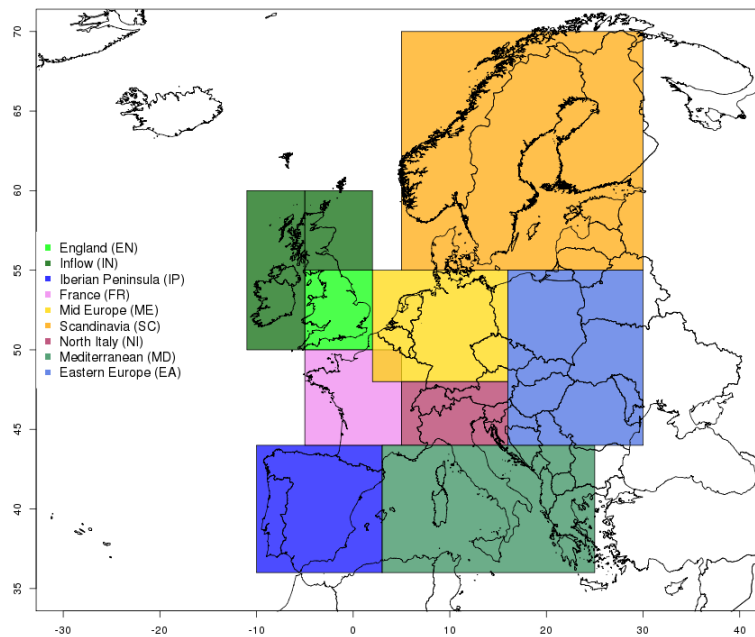 70
65
60
55
50
45
40
35
England (EN)
Inflow (IN)
Iberian Peninsula (IP)
France (FR)
Mid Europe (ME)
Scandinavia (SC)
North Italy (NI)
Mediterranean (MD)
Eastern Europe (EA)
-30 -20 -10 0 10 20 30 40